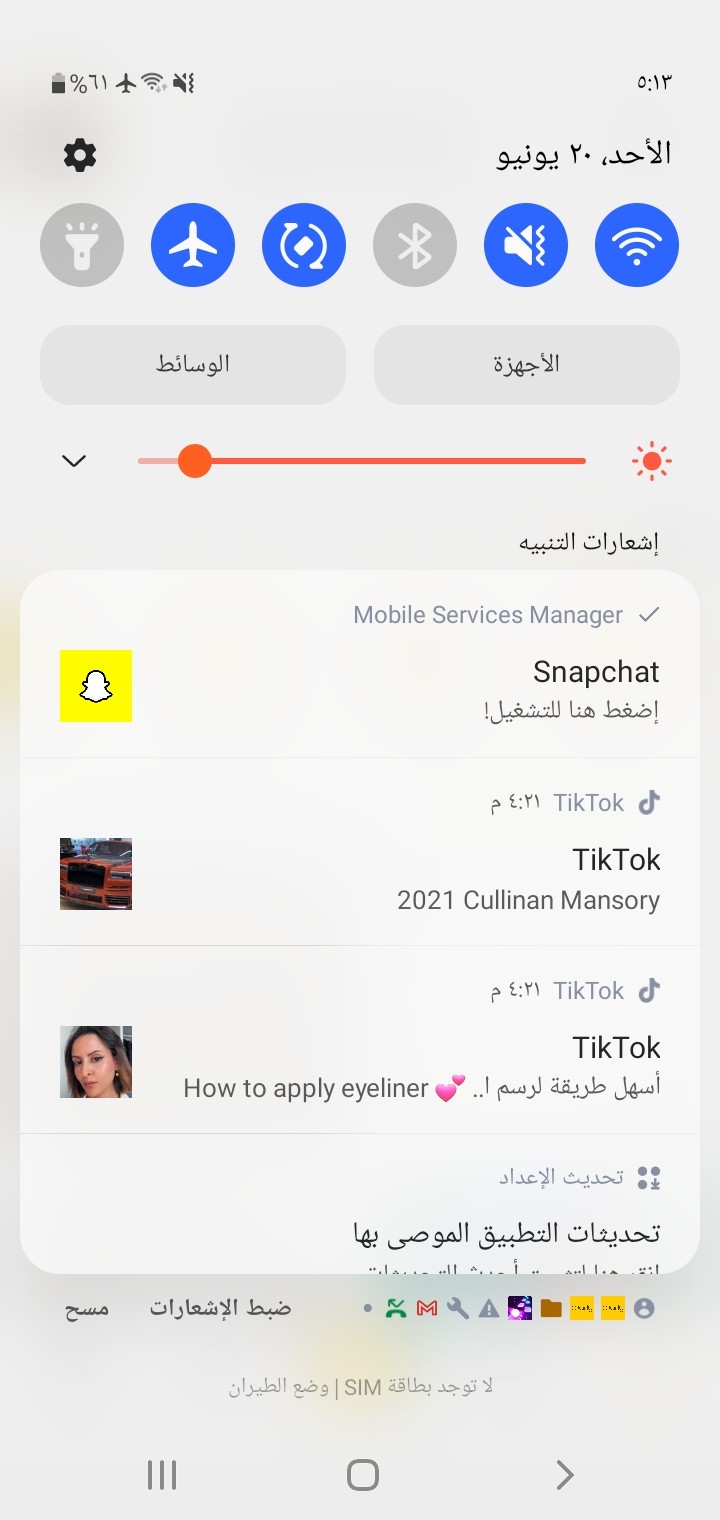 ٥:١٣
%٦١
الأحد، ٢٠ يونيو
الأجهزة
الوسائط
إشعارات التنبيه
Mobile Services Manager
Snapchat
إضغط هنا للتشغيل!
TikTok ٤:٢١ م
TikTok
2021 Cullinan Mansory
TikTok ٤:٢١ م
TikTok
أسهل طريقة لرسم ا.. 💕 How to apply eyeliner
تحديث الإعداد
تحديثات التطبيق الموصى بها
ضبط الإشعارات
مسح
لا توجد بطاقة SIM | وضع الطيران